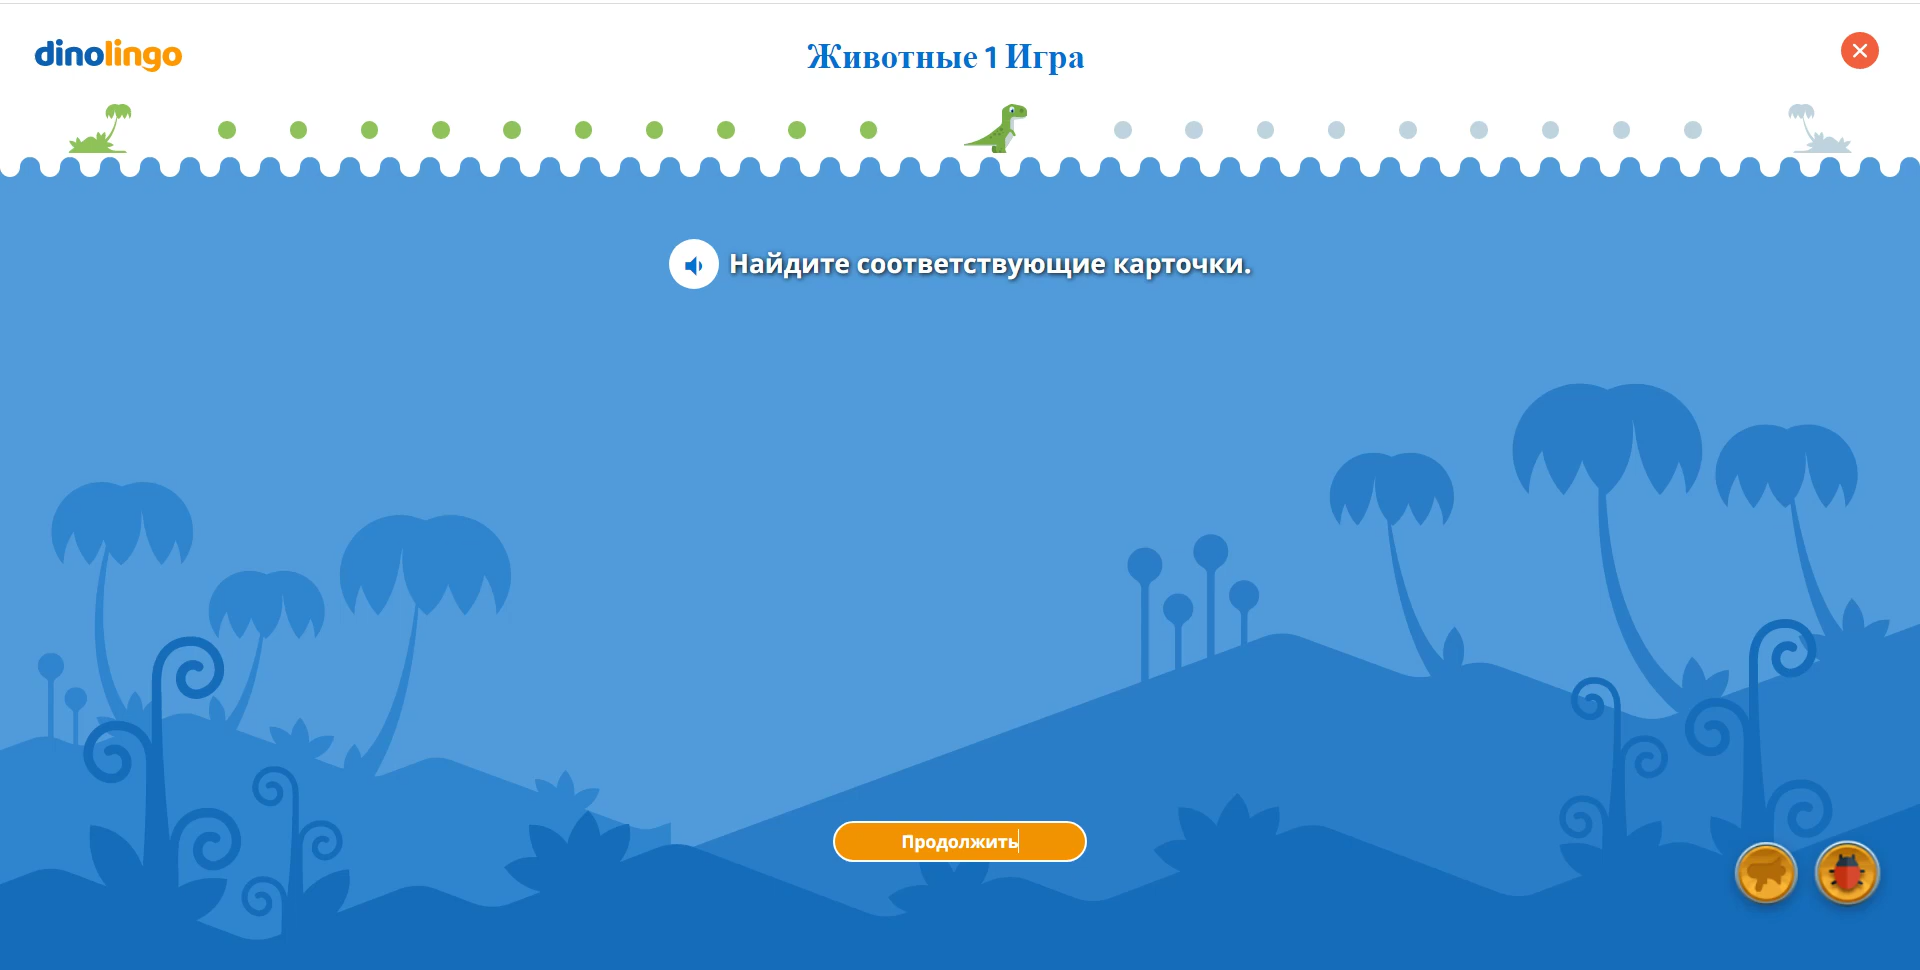 dinolingo
Животные 1 Игра
Найдите соответствующие карточки.
Продолжить